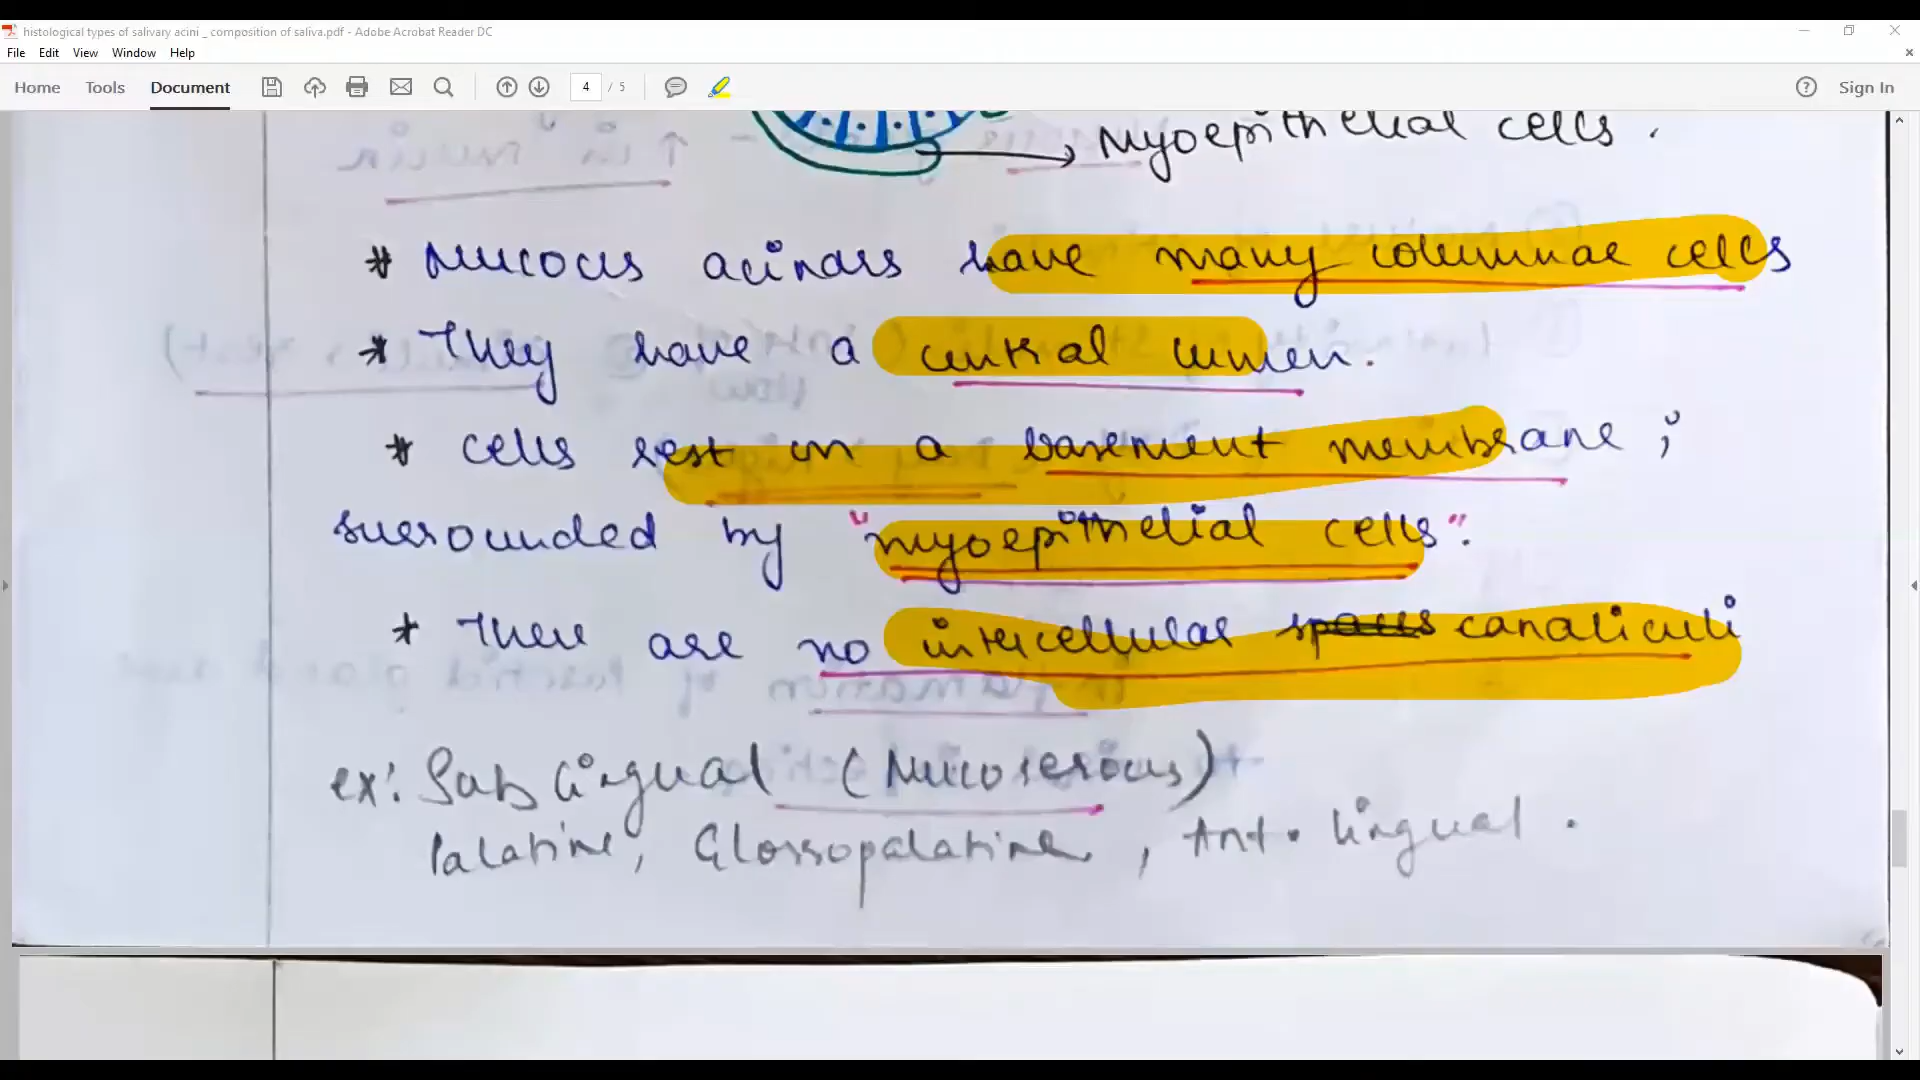 histological types of salivary acini _ composition of saliva.pdf - Adobe Acrobat Reader DC
File Edit View Window Help
Home Tools Document 4 / 5 Sign In
Myoepithelial cells.
* Mucous acinars have many columnae cells
* They have a central lumen.
* cells rest on a basement membrane ;
surrounded by "myoepithelial cells".
* There are no intercellular spaces canaliculi
ex: Sub lingual (Mucoserous)
Palatine, Glossopalatine, Ant. lingual.